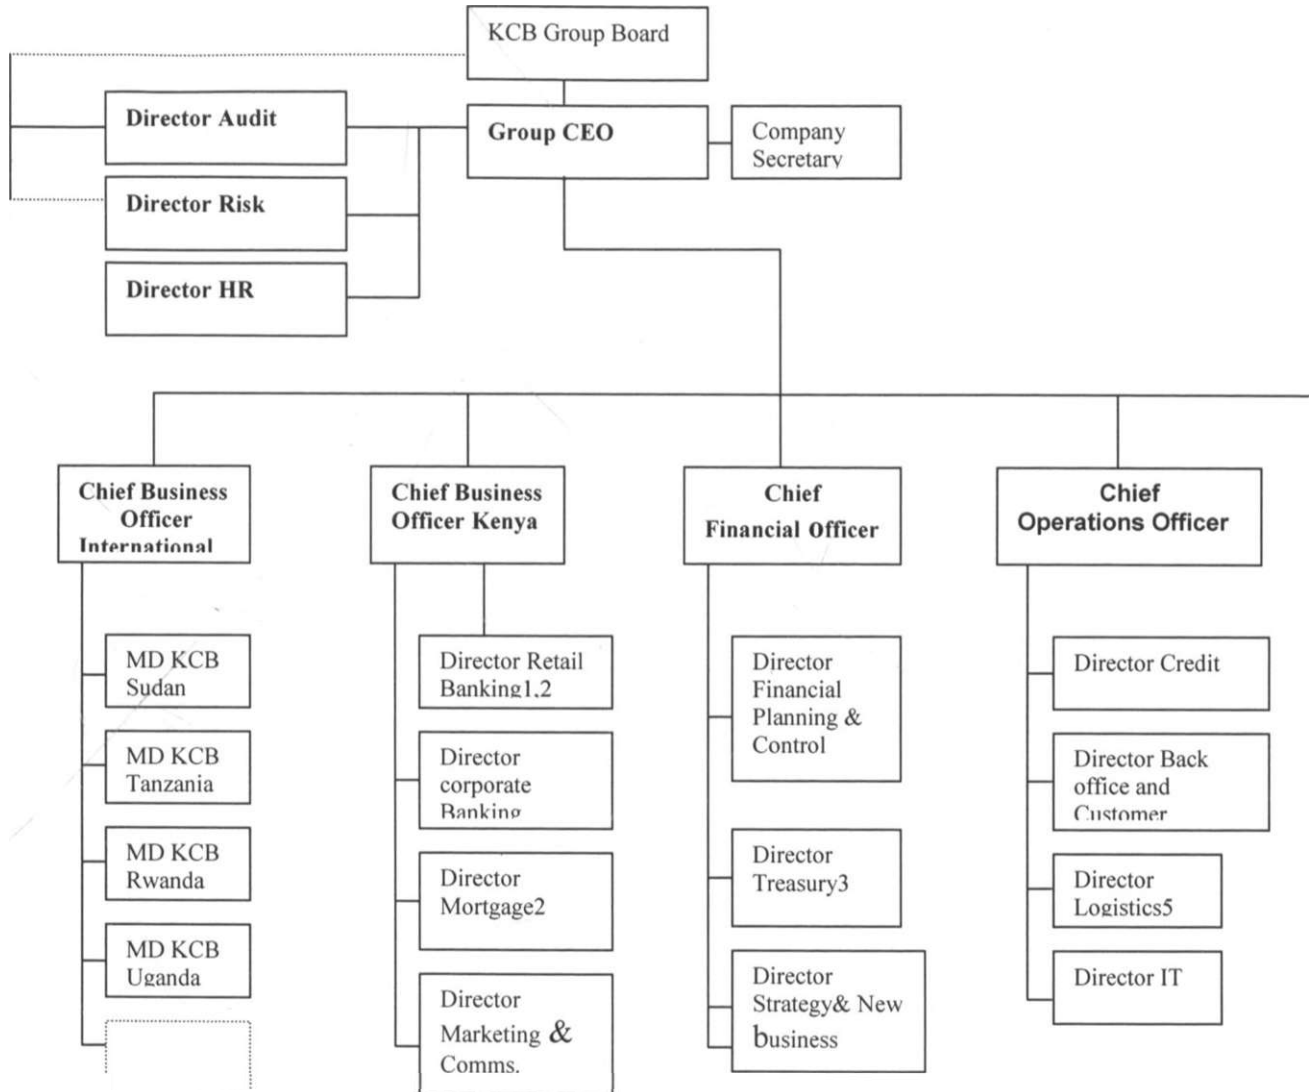 KCB Group Board
Director Audit
Group CEO
Company
Secretary
Director Risk
Director HR
Chief Business
Officer
International
Chief Business
Officer Kenya
Chief
Financial Officer
Chief
Operations Officer
MD KCB
Sudan
MD KCB
Tanzania
MD KCB
Rwanda
MD KCB
Uganda
Director Retail
Banking1,2
Director
corporate
Banking
Director
Mortgage2
Director
Marketing &
Comms.
Director
Financial
Planning &
Control
Director
Treasury3
Director
Strategy& New
business
Director Credit
Director Back
office and
Customer
Director
Logistics5
Director IT